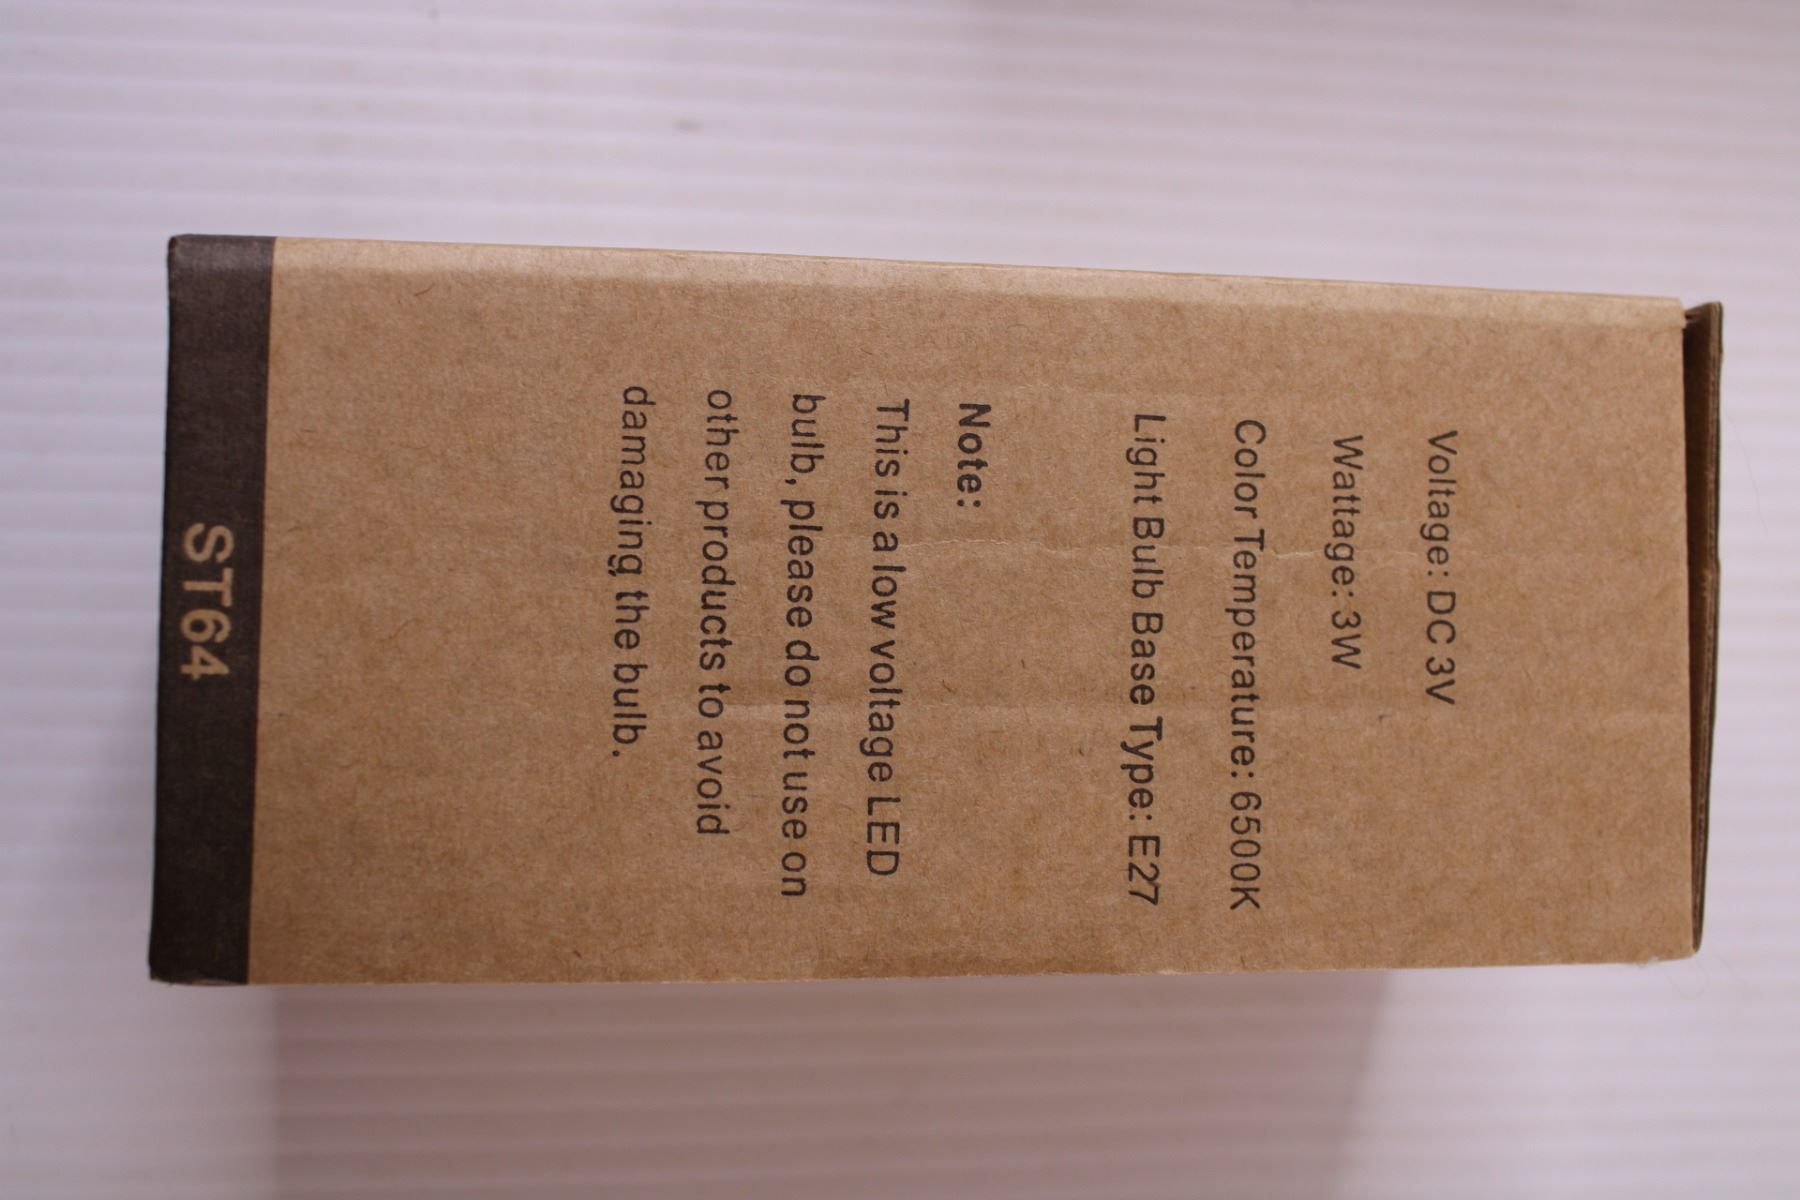 Voltage: DC 3V
Wattage: 3W
Color Temperature: 6500K
Light Bulb Base Type: E27
Note:
This is a low voltage LED
bulb, please do not use on
other products to avoid
damaging the bulb.
ST64